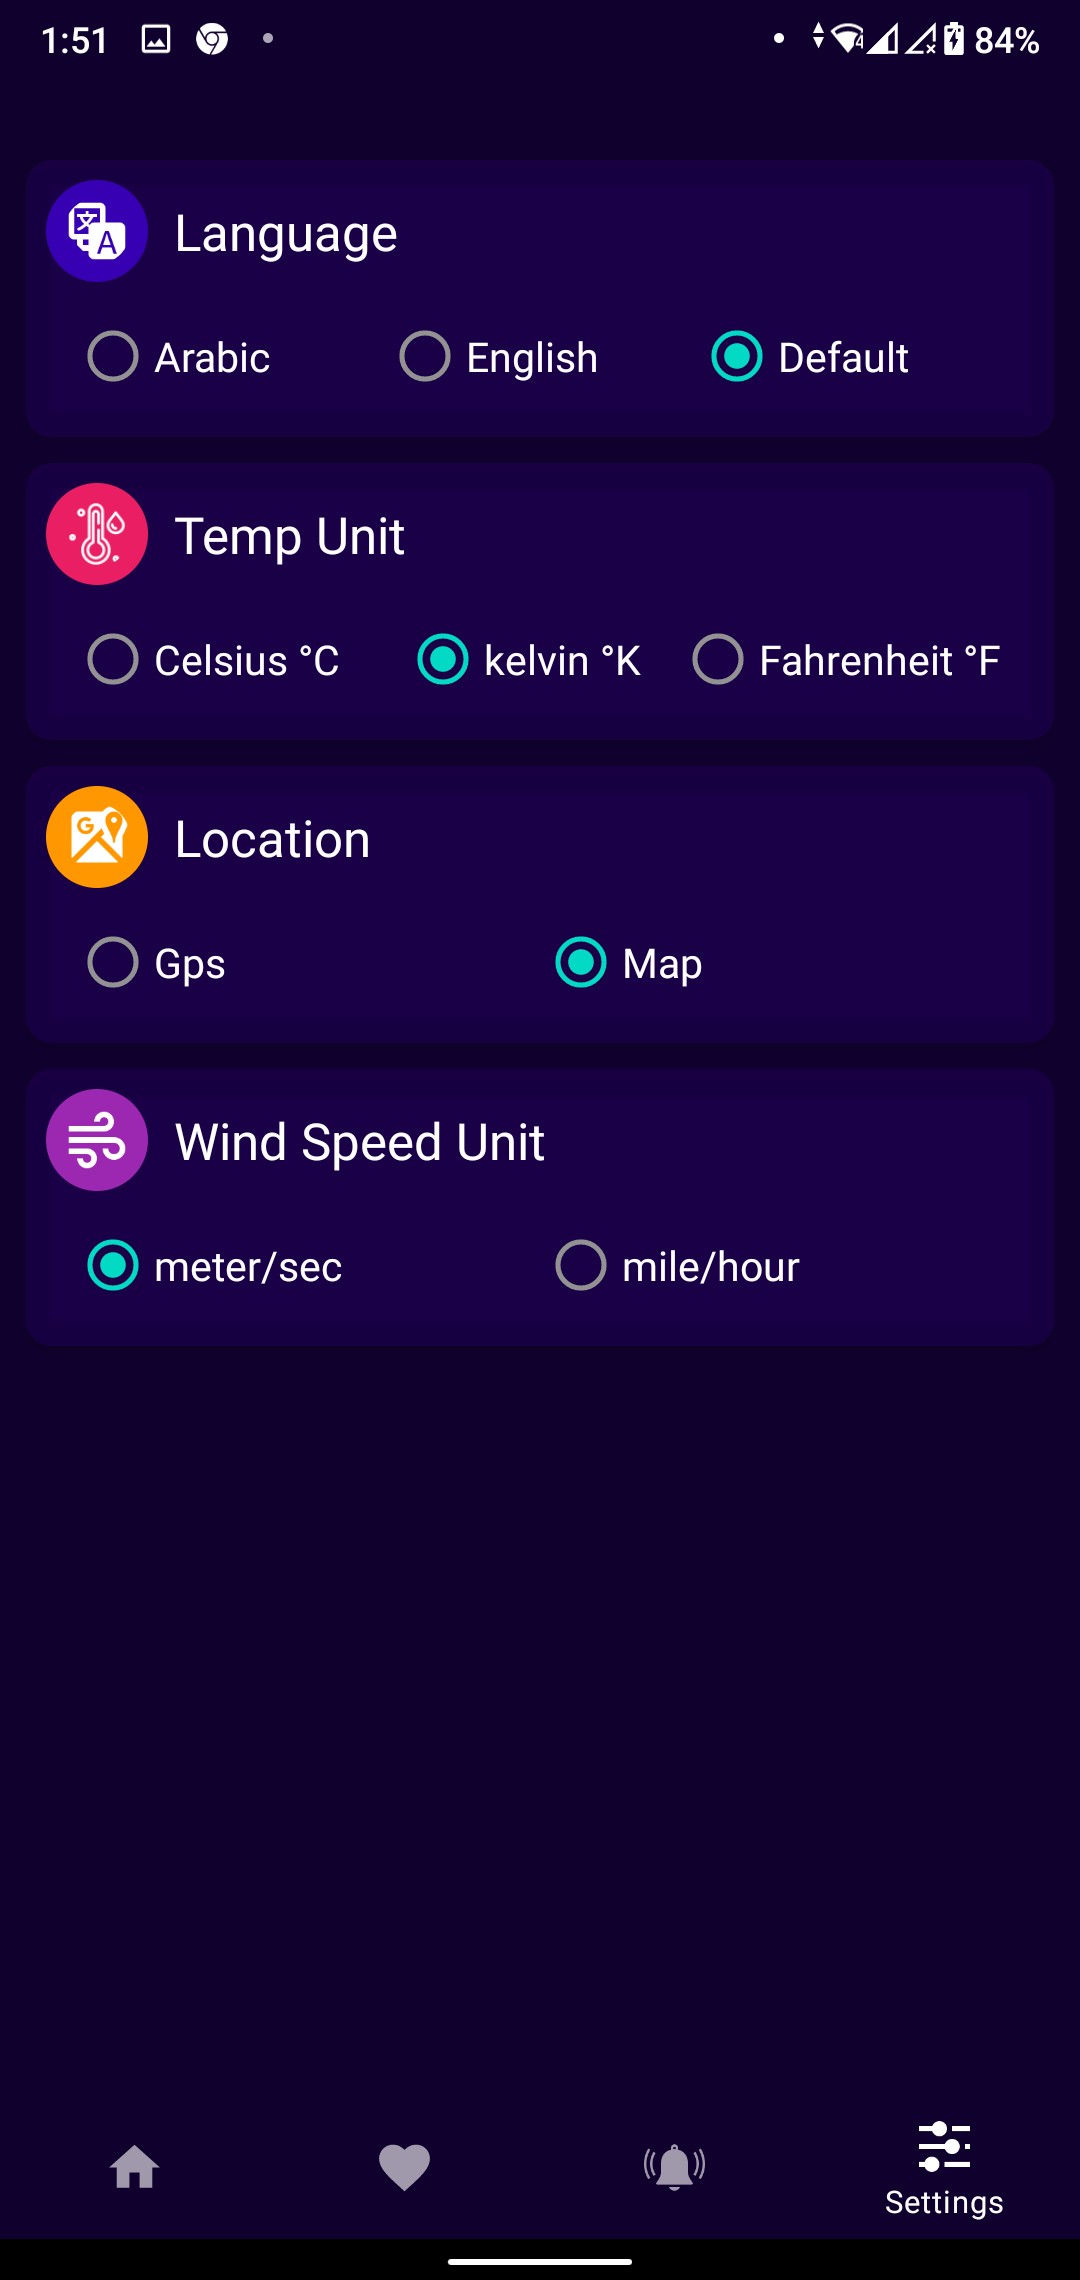 1:51 84%
Language
Arabic English Default
Temp Unit
Celsius °C kelvin °K Fahrenheit °F
Location
Gps Map
Wind Speed Unit
meter/sec mile/hour
Settings